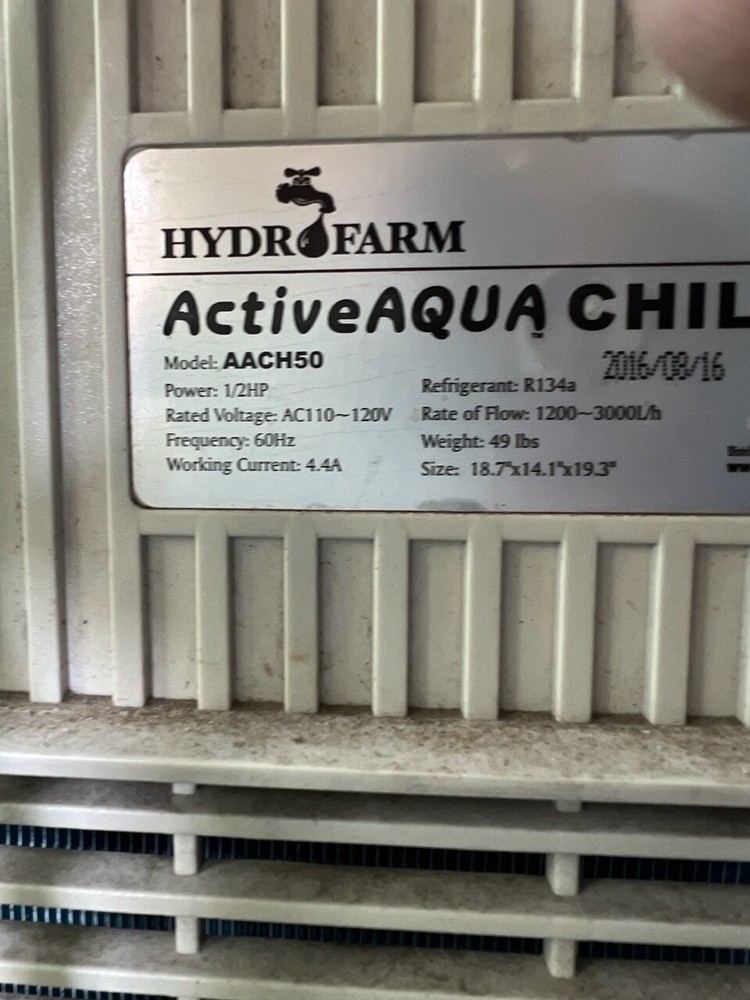 HYDROFARM
ActiveAQUA CHIL
Model: AACH50
2016/08/16
Power: 1/2HP
Refrigerant: R134a
Rated Voltage: AC110~120V
Rate of Flow: 1200~3000L/h
Frequency: 60Hz
Weight: 49 lbs
Working Current: 4.4A
Size: 18.7"x14.1"x19.3"